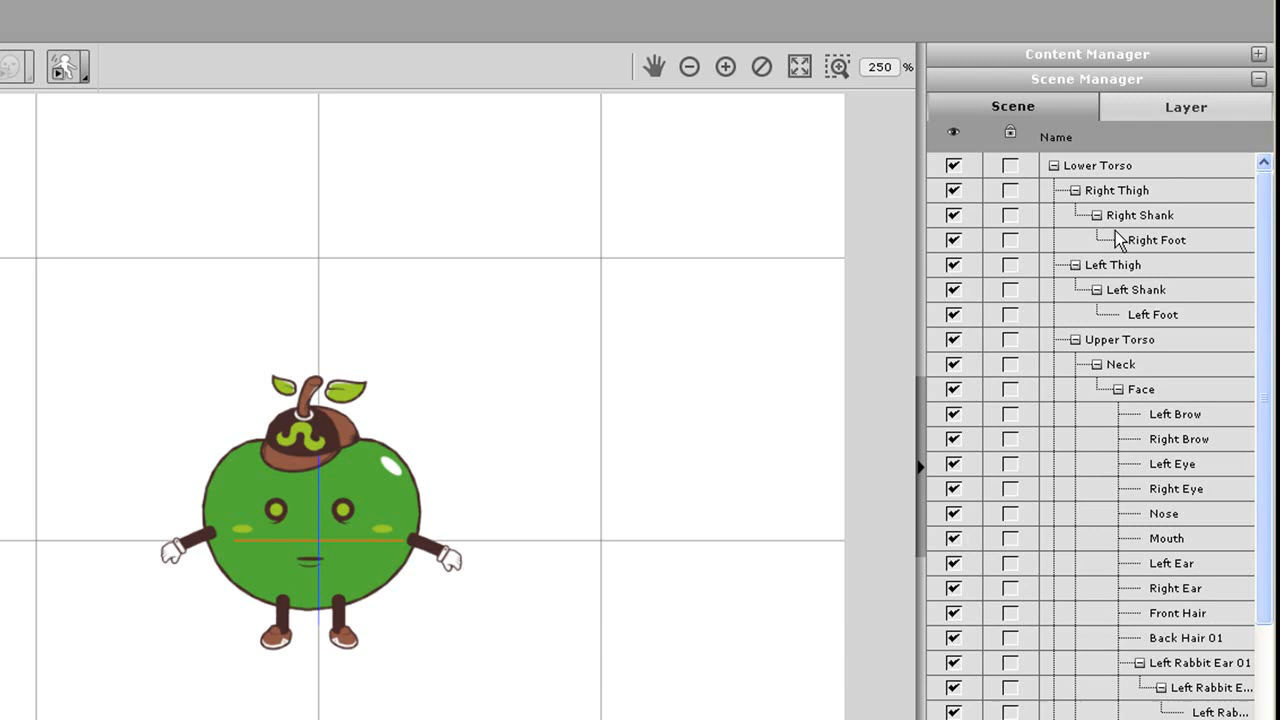 Content Manager
Scene Manager
250 %
Scene Layer
Name
Lower Torso
Right Thigh
Right Shank
Right Foot
Left Thigh
Left Shank
Left Foot
Upper Torso
Neck
Face
Left Brow
Right Brow
Left Eye
Right Eye
Nose
Mouth
Left Ear
Right Ear
Front Hair
Back Hair 01
Left Rabbit Ear 01
Left Rabbit E...
Left Rab...